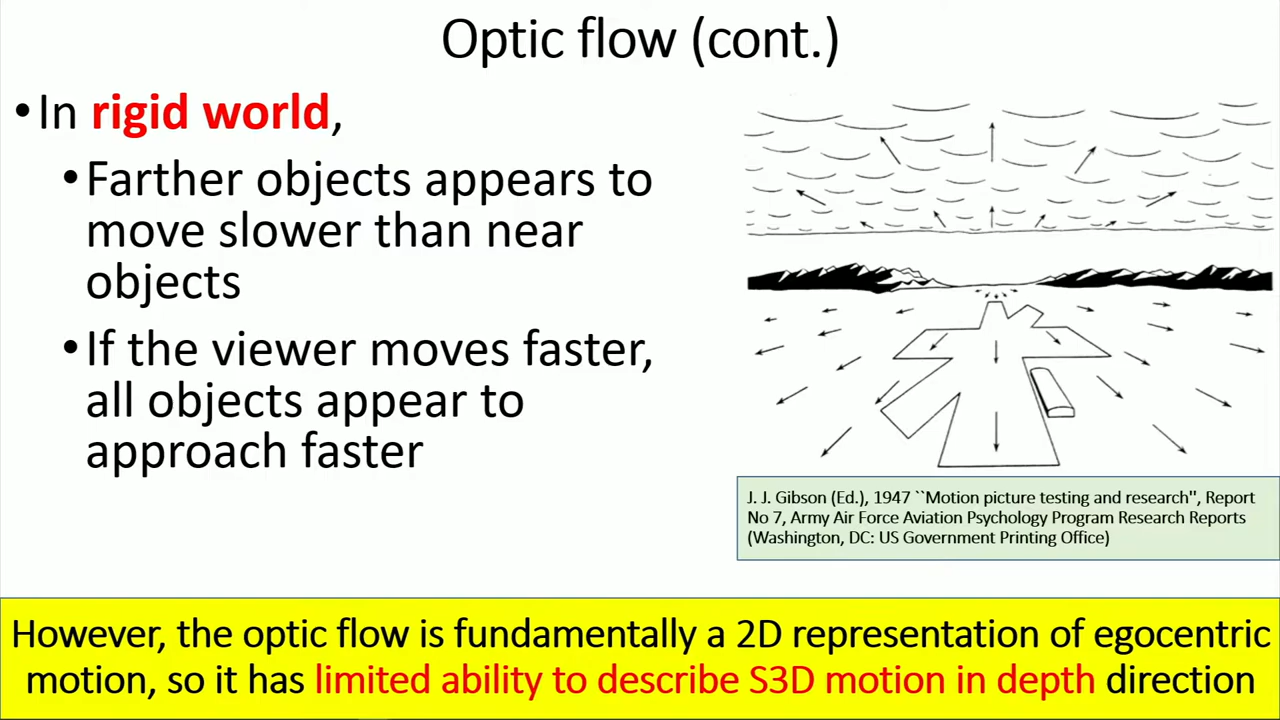 Optic flow (cont.)
•In rigid world,
•Farther objects appears to
move slower than near
objects
•If the viewer moves faster,
all objects appear to
approach faster
J. J. Gibson (Ed.), 1947 ``Motion picture testing and research'', Report
No 7, Army Air Force Aviation Psychology Program Research Reports
(Washington, DC: US Government Printing Office)
However, the optic flow is fundamentally a 2D representation of egocentric
motion, so it has limited ability to describe S3D motion in depth direction